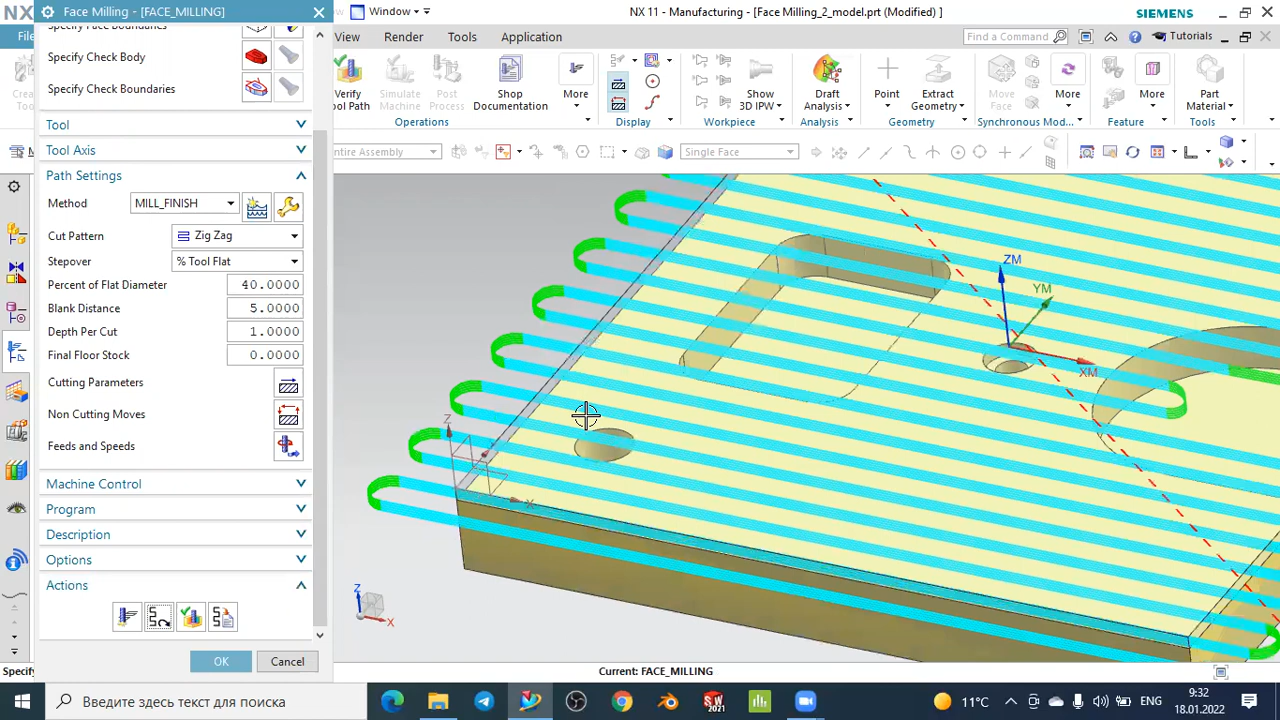 NX
Face Milling - [FACE_MILLING]
Window
NX 11 - Manufacturing - [Face Milling_2_model.prt (Modified) ]
SIEMENS
View
Render
Tools
Application
Find a Command
Tutorials
Specify Face Boundaries
Specify Check Body
Specify Check Boundaries
Tool
Tool Axis
Path Settings
Method
MILL_FINISH
Cut Pattern
Zig Zag
Stepover
% Tool Flat
Percent of Flat Diameter
40.0000
Blank Distance
5.0000
Depth Per Cut
1.0000
Final Floor Stock
0.0000
Cutting Parameters
Non Cutting Moves
Feeds and Speeds
Machine Control
Program
Description
Options
Actions
OK
Cancel
Verify
Tool Path
Simulate
Machine
Post
Process
Shop
Documentation
More
Operations
Display
Show
3D IPW
Workpiece
Draft
Analysis
Analysis
Point
Extract
Geometry
Geometry
Move
Face
More
Synchronous Mod...
More
Feature
Part
Material
Tools
ntire Assembly
Single Face
ZM
YM
XM
Z
X
Z
X
Current: FACE_MILLING
Введите здесь текст для поиска
11°C
ENG
9:32
18.01.2022